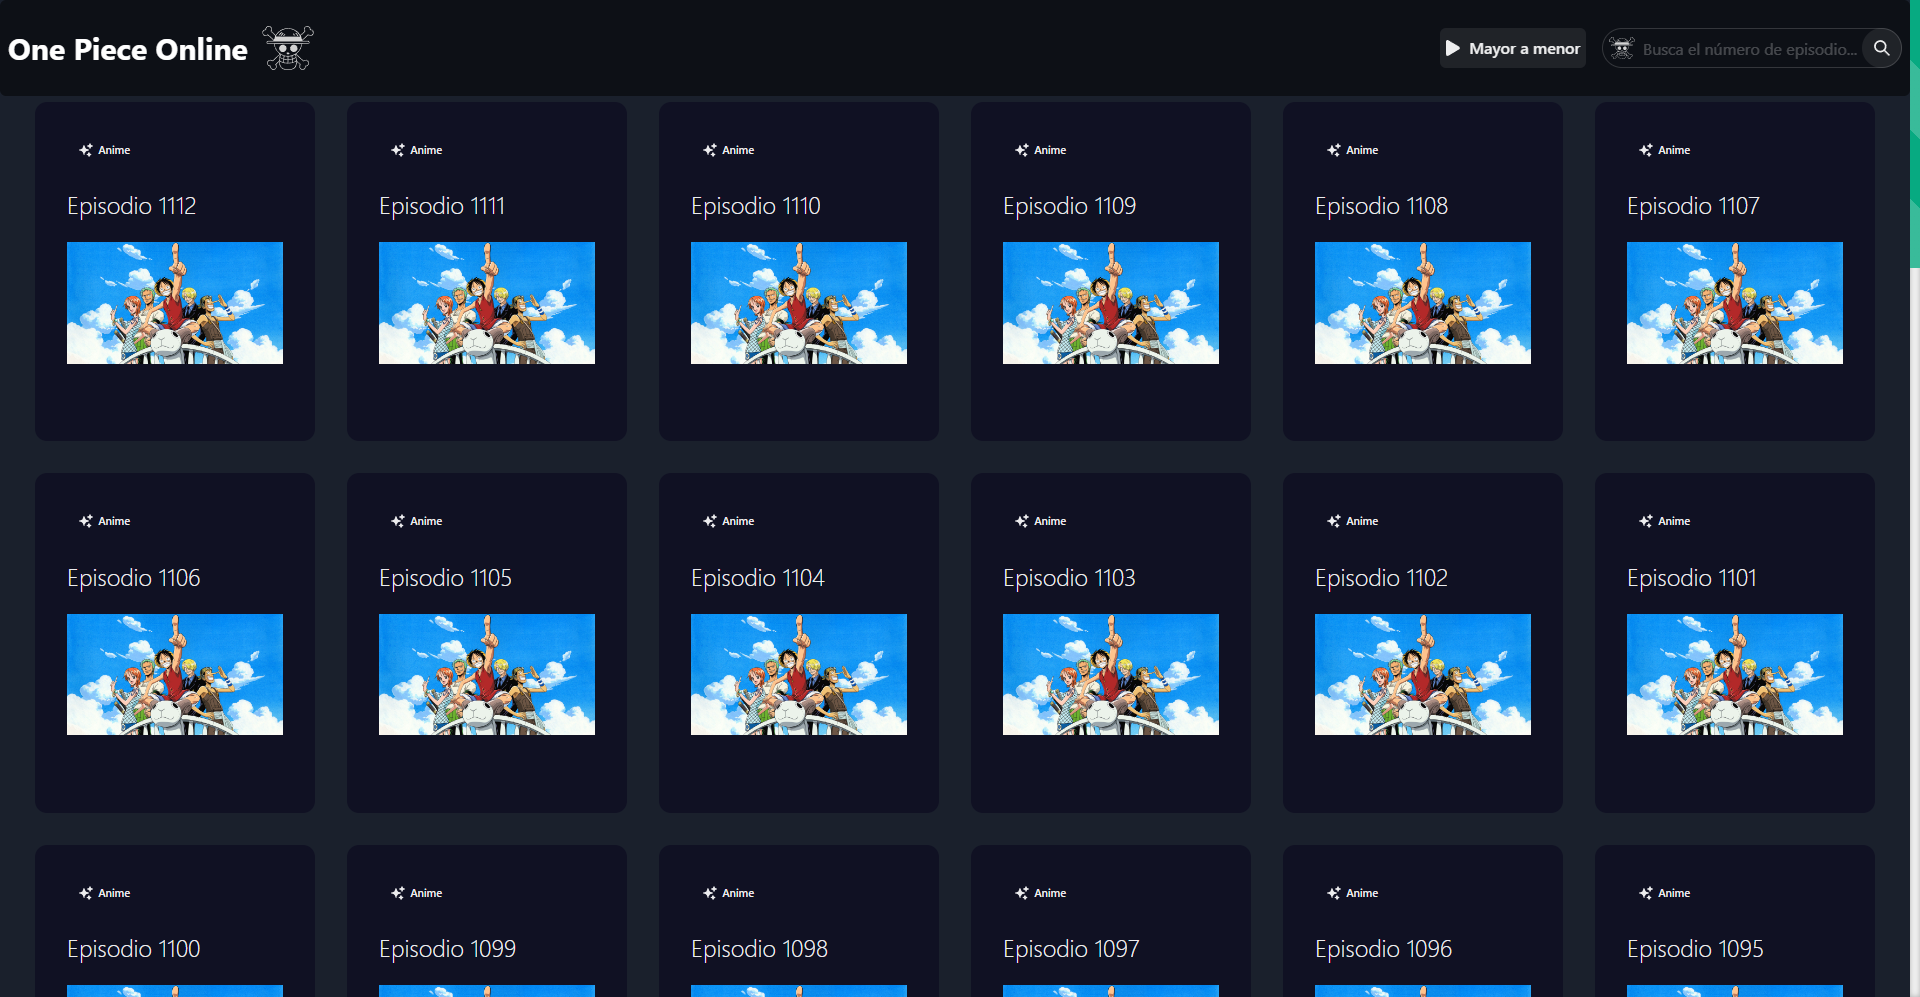 One Piece Online
Mayor a menor
Busca el número de episodio...
Anime
Anime
Anime
Anime
Anime
Anime
Episodio 1112
Episodio 1111
Episodio 1110
Episodio 1109
Episodio 1108
Episodio 1107
Anime
Anime
Anime
Anime
Anime
Anime
Episodio 1106
Episodio 1105
Episodio 1104
Episodio 1103
Episodio 1102
Episodio 1101
Anime
Anime
Anime
Anime
Anime
Anime
Episodio 1100
Episodio 1099
Episodio 1098
Episodio 1097
Episodio 1096
Episodio 1095